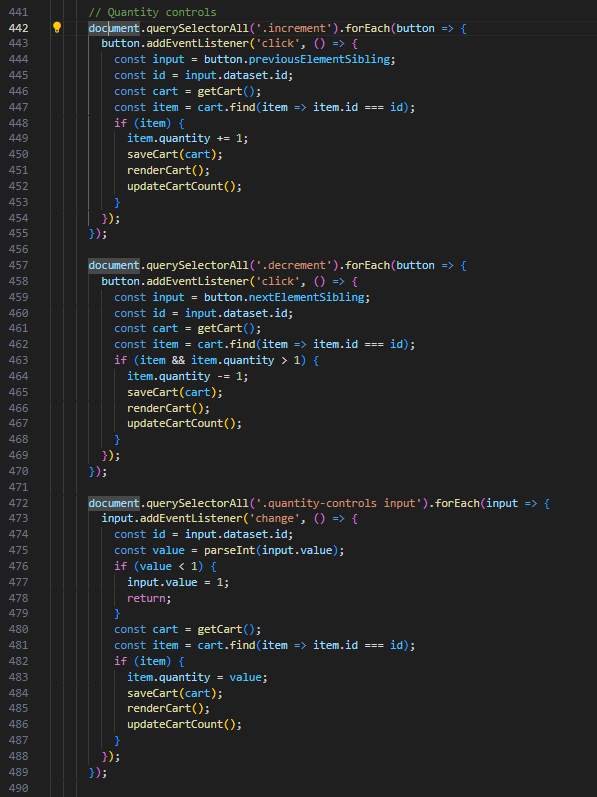 441 // Quantity controls
442 document.querySelectorAll('.increment').forEach(button => {
443 button.addEventListener('click', () => {
444 const input = button.previousElementSibling;
445 const id = input.dataset.id;
446 const cart = getCart();
447 const item = cart.find(item => item.id === id);
448 if (item) {
449 item.quantity += 1;
450 saveCart(cart);
451 renderCart();
452 updateCartCount();
453 }
454 });
455 });
456
457 document.querySelectorAll('.decrement').forEach(button => {
458 button.addEventListener('click', () => {
459 const input = button.nextElementSibling;
460 const id = input.dataset.id;
461 const cart = getCart();
462 const item = cart.find(item => item.id === id);
463 if (item && item.quantity > 1) {
464 item.quantity -= 1;
465 saveCart(cart);
466 renderCart();
467 updateCartCount();
468 }
469 });
470 });
471
472 document.querySelectorAll('.quantity-controls input').forEach(input => {
473 input.addEventListener('change', () => {
474 const id = input.dataset.id;
475 const value = parseInt(input.value);
476 if (value < 1) {
477 input.value = 1;
478 return;
479 }
480 const cart = getCart();
481 const item = cart.find(item => item.id === id);
482 if (item) {
483 item.quantity = value;
484 saveCart(cart);
485 renderCart();
486 updateCartCount();
487 }
488 });
489 });
490